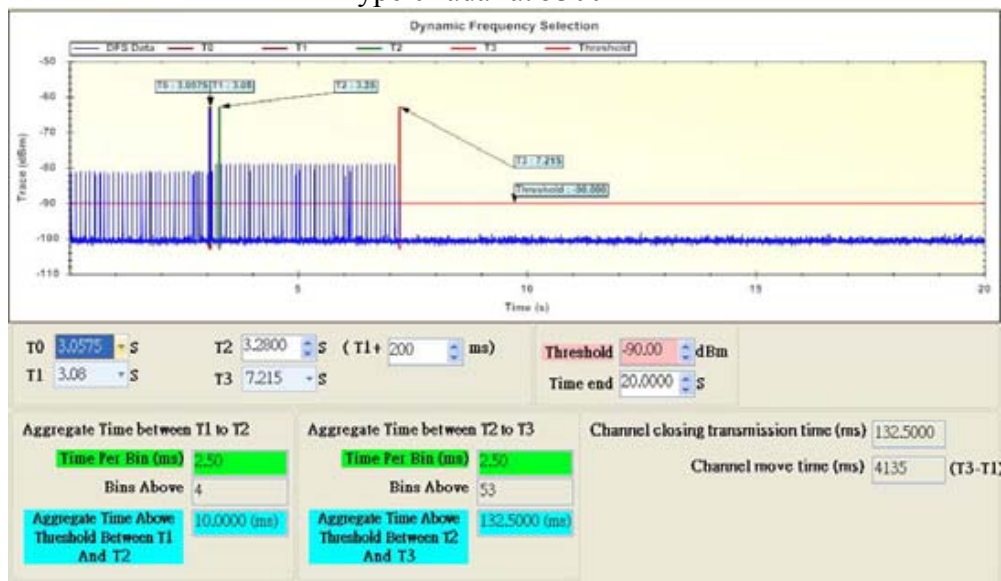 Dynamic Frequency Selection
DFS Data T0 T1 T2 T3 Threshold
-50
T0 : 3.0575 T1 : 3.08
T2 : 3.28
-60
-70
T3 : 7.215
-80
Threshold : -90.000
-90
-100
-110
Trace (dBm)
5 10 15 20
Time (s)
T0 3.0575 S T2 3.2800 S ( T1+ 200 ms) Threshold -90.00 dBm
T1 3.08 S T3 7.215 S Time end 20.0000 S
Aggregate Time between T1 to T2
Time Per Bin (ms) 2.50
Bins Above 4
Aggregate Time Above 10.0000 (ms)
Threshold Between T1
And T2
Aggregate Time between T2 to T3
Time Per Bin (ms) 2.50
Bins Above 53
Aggregate Time Above 132.5000 (ms)
Threshold Between T2
And T3
Channel closing transmission time (ms) 132.5000
Channel move time (ms) 4135 (T3-T1)